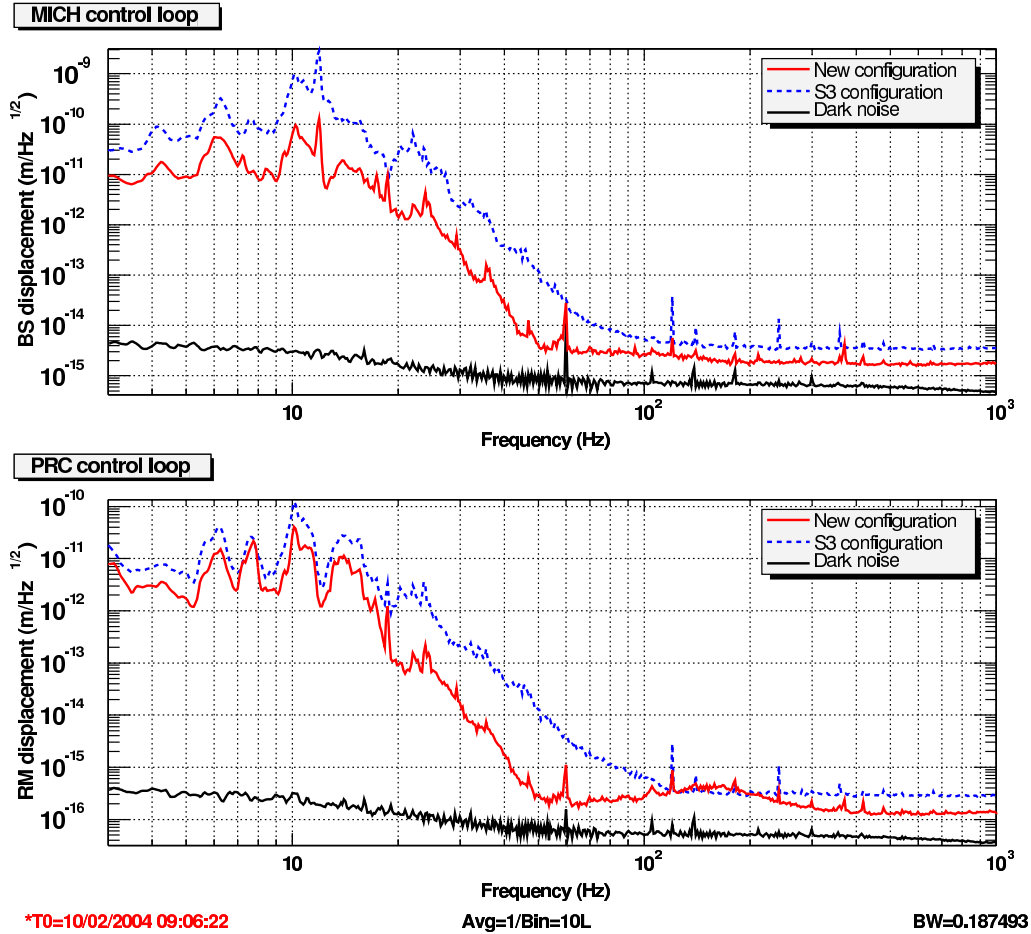 MICH control loop
BS displacement (m/Hz 1/2)
10-9
10-10
10-11
10-12
10-13
10-14
10-15
New configuration
S3 configuration
Dark noise
10
102
103
Frequency (Hz)
PRC control loop
RM displacement (m/Hz 1/2)
10-10
10-11
10-12
10-13
10-14
10-15
10-16
New configuration
S3 configuration
Dark noise
10
102
103
Frequency (Hz)
*T0=10/02/2004 09:06:22
Avg=1/Bin=10L
BW=0.187493